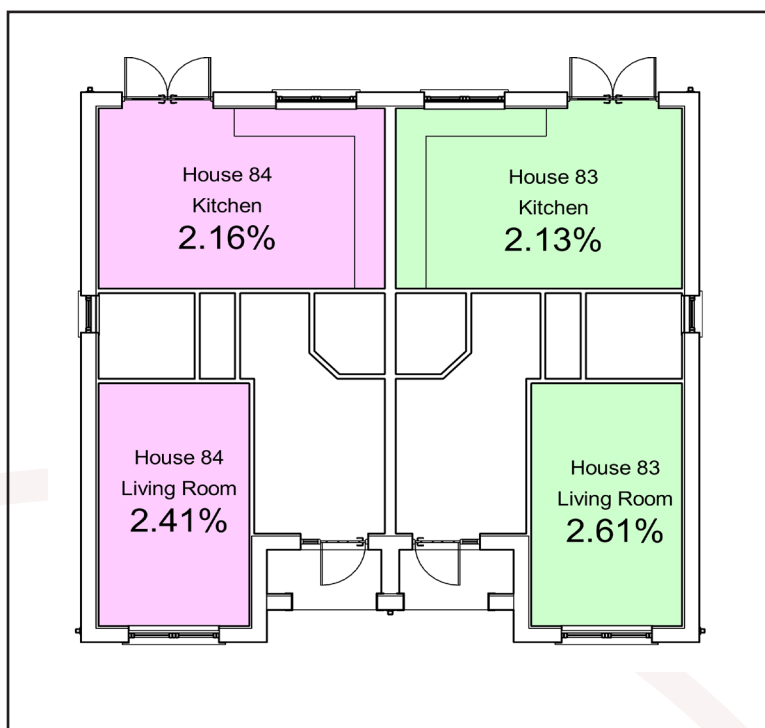 House 84
Kitchen
2.16%
House 83
Kitchen
2.13%
House 84
Living Room
2.41%
House 83
Living Room
2.61%